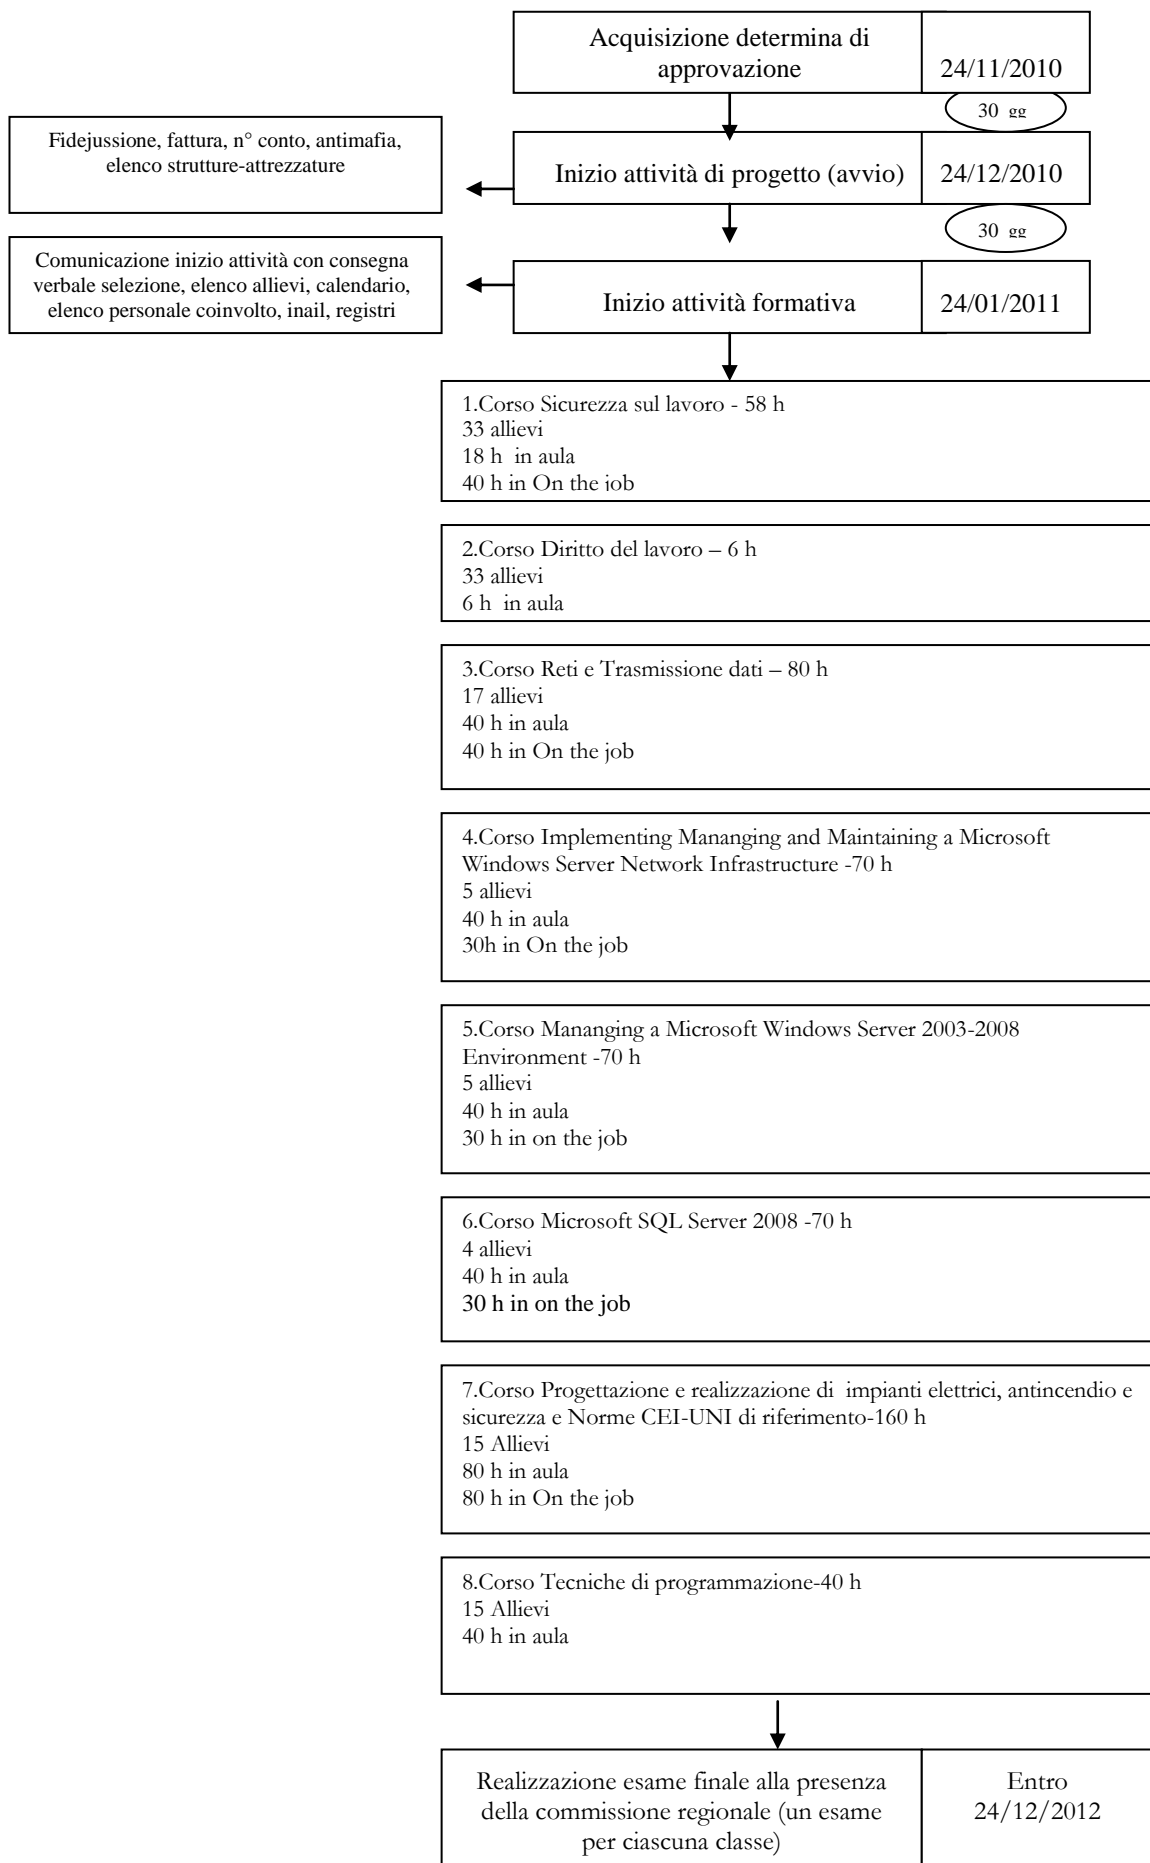 Acquisizione determina di
approvazione
24/11/2010
30 gg
Fidejussione, fattura, n° conto, antimafia,
elenco strutture-attrezzature
Inizio attività di progetto (avvio)
24/12/2010
30 gg
Comunicazione inizio attività con consegna
verbale selezione, elenco allievi, calendario,
elenco personale coinvolto, inail, registri
Inizio attività formativa
24/01/2011
1.Corso Sicurezza sul lavoro - 58 h
33 allievi
18 h in aula
40 h in On the job
2.Corso Diritto del lavoro – 6 h
33 allievi
6 h in aula
3.Corso Reti e Trasmissione dati – 80 h
17 allievi
40 h in aula
40 h in On the job
4.Corso Implementing Mananging and Maintaining a Microsoft
Windows Server Network Infrastructure -70 h
5 allievi
40 h in aula
30h in On the job
5.Corso Mananging a Microsoft Windows Server 2003-2008
Environment -70 h
5 allievi
40 h in aula
30 h in on the job
6.Corso Microsoft SQL Server 2008 -70 h
4 allievi
40 h in aula
30 h in on the job
7.Corso Progettazione e realizzazione di impianti elettrici, antincendio e
sicurezza e Norme CEI-UNI di riferimento-160 h
15 Allievi
80 h in aula
80 h in On the job
8.Corso Tecniche di programmazione-40 h
15 Allievi
40 h in aula
Realizzazione esame finale alla presenza
della commissione regionale (un esame
per ciascuna classe)
Entro
24/12/2012